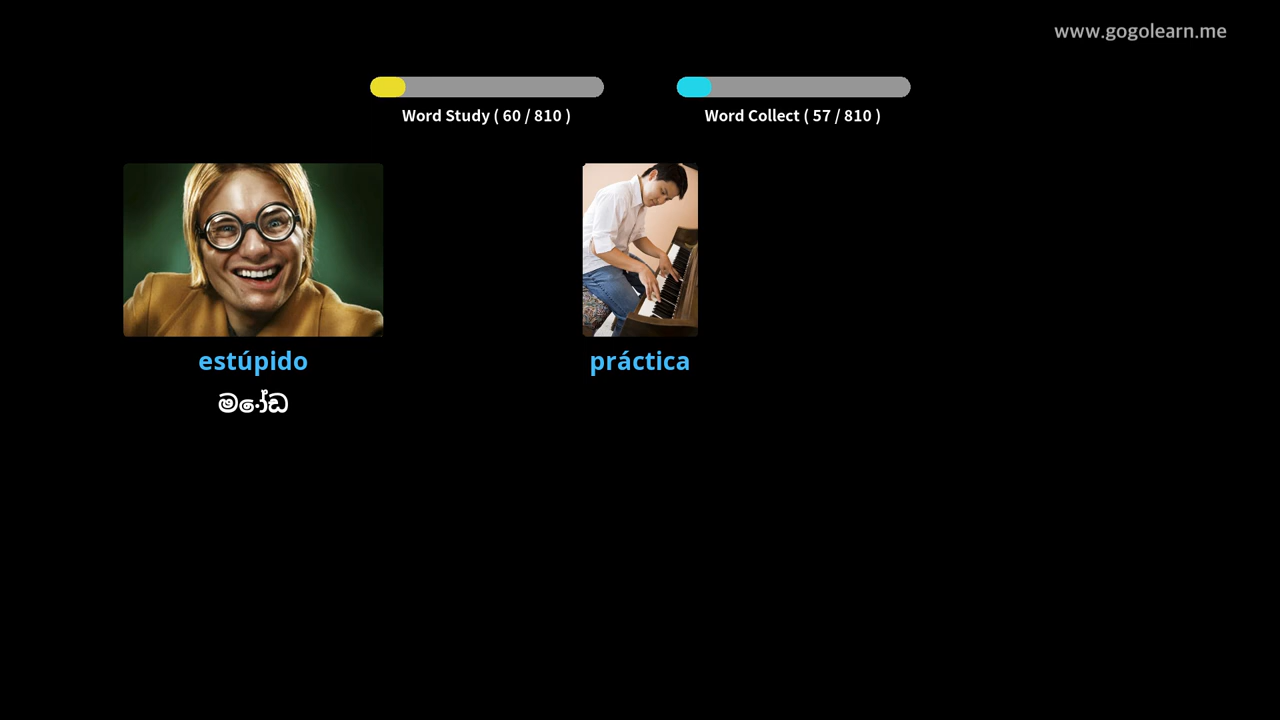 www.gogolearn.me
Word Study ( 60 / 810 )
Word Collect ( 57 / 810 )
estúpido
práctica
මෝඩ